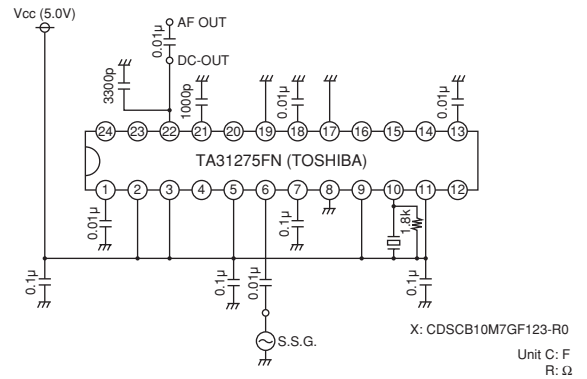 Vcc (5.0V)
AF OUT
0.01μ
DC-OUT
3300p
1000p
0.01μ
0.01μ
24 23 22 21 20 19 18 17 16 15 14 13
TA31275FN (TOSHIBA)
1 2 3 4 5 6 7 8 9 10 11 12
0.01μ
0.1μ
1.8k
0.1μ
0.1μ
0.01μ
0.1μ
S.S.G.
X: CDSCB10M7GF123-R0
Unit C: F
R: Ω